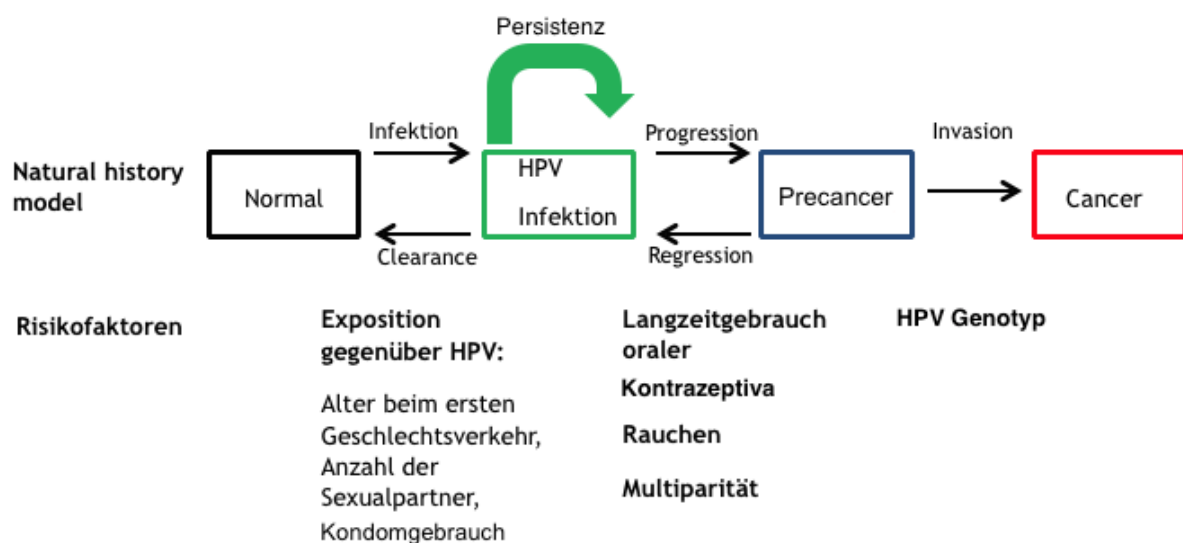 Persistenz
Infektion
Progression
Invasion
Natural history
model
Normal
HPV
Infektion
Precancer
Cancer
Clearance
Regression
Risikofaktoren
Exposition
gegenüber HPV:
Alter beim ersten
Geschlechtsverkehr,
Anzahl der
Sexualpartner,
Kondomgebrauch
Langzeitgebrauch
oraler
Kontrazeptiva
Rauchen
Multiparität
HPV Genotyp